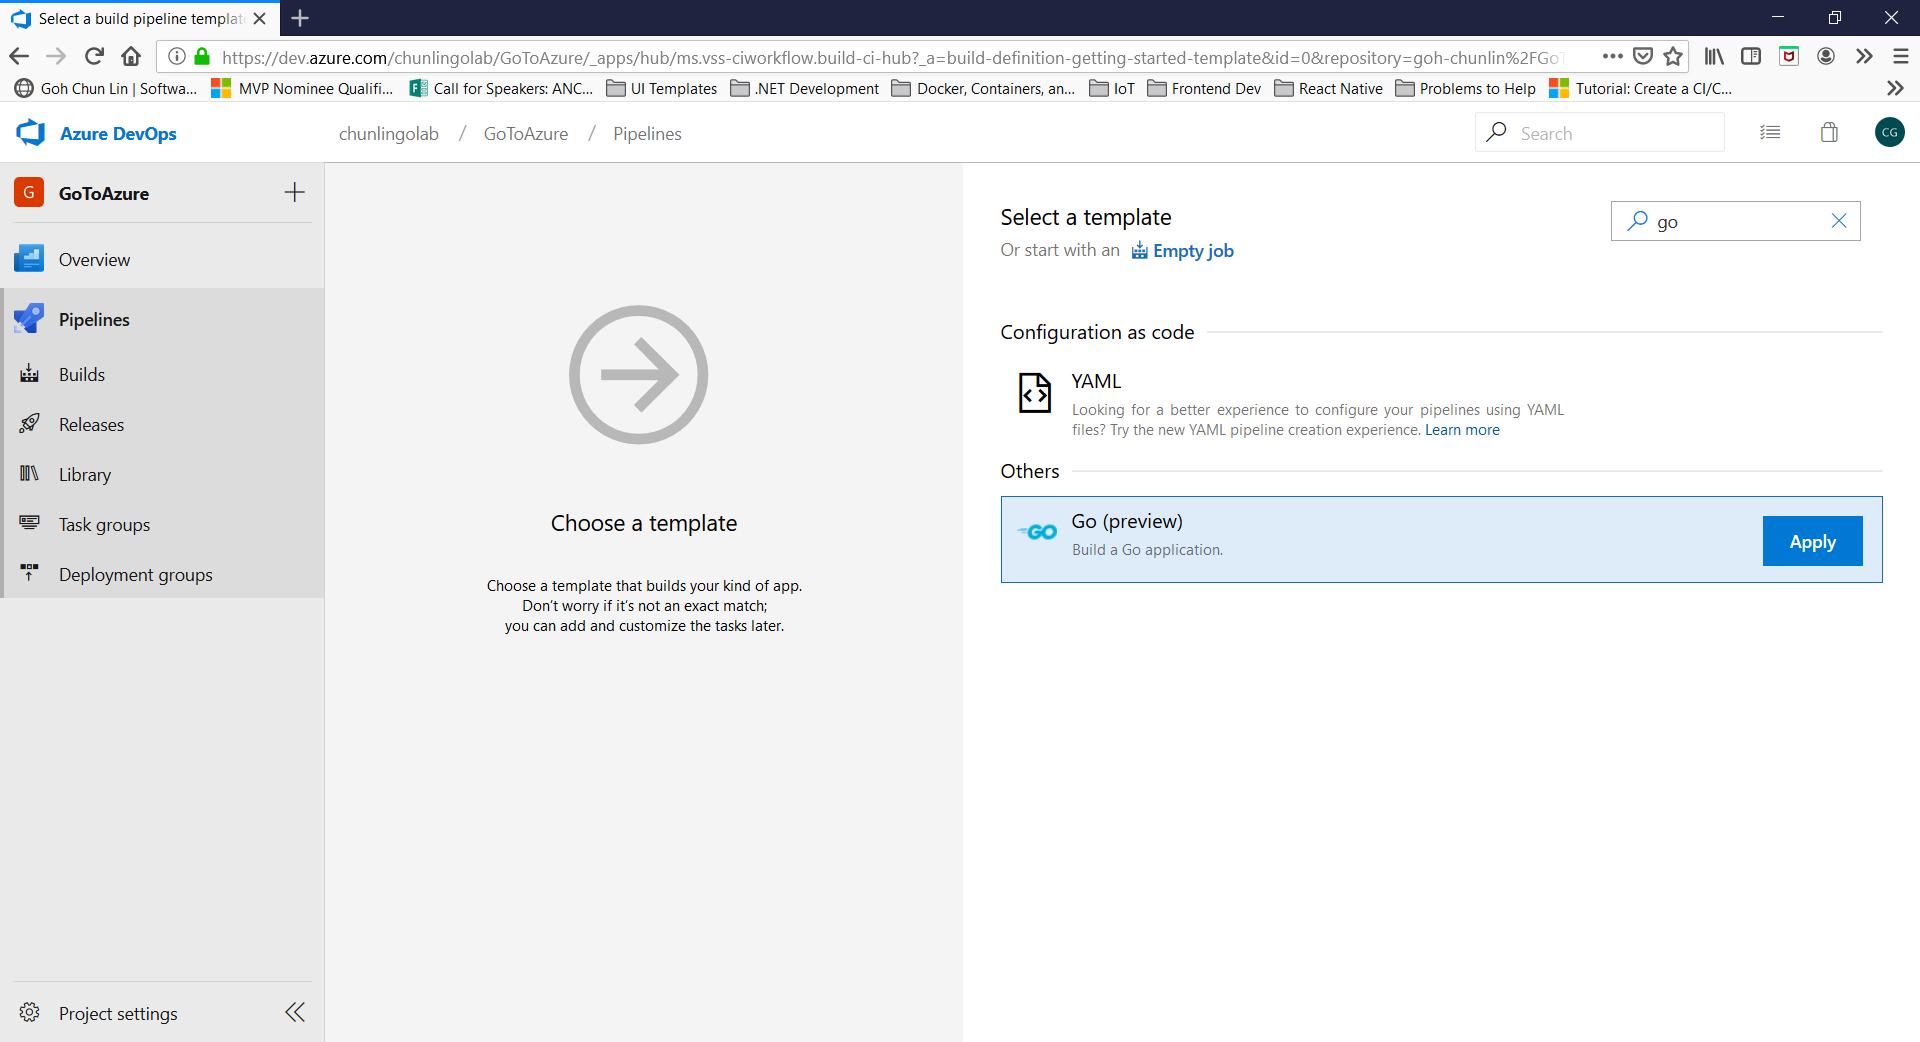 Select a build pipeline templat
https://dev.azure.com/chunlingolab/GoToAzure/_apps/hub/ms.vss-ciworkflow.build-ci-hub?_a=build-definition-getting-started-template&id=0&repository=goh-chunlin%2FGoT
Goh Chun Lin | Softwa... MVP Nominee Qualifi... Call for Speakers: ANC... UI Templates .NET Development Docker, Containers, an... IoT Frontend Dev React Native Problems to Help Tutorial: Create a CI/C...
Azure DevOps chunlingolab / GoToAzure / Pipelines Search CG
G GoToAzure
Overview
Pipelines
Builds
Releases
Library
Task groups
Deployment groups
Project settings
Choose a template
Choose a template that builds your kind of app.
Don't worry if it's not an exact match;
you can add and customize the tasks later.
Select a template
go
Or start with an Empty job
Configuration as code
YAML
Looking for a better experience to configure your pipelines using YAML
files? Try the new YAML pipeline creation experience. Learn more
Others
GO Go (preview)
Build a Go application.
Apply